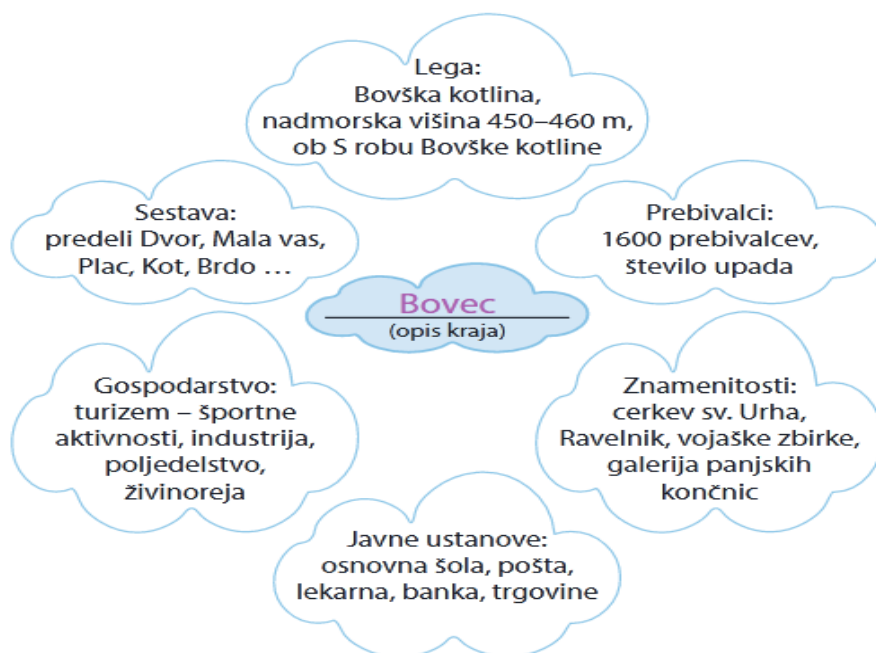 Lega:
Bovška kotlina,
nadmorska višina 450–460 m,
ob S robu Bovške kotline
Sestava:
predeli Dvor, Mala vas,
Plac, Kot, Brdo …
Prebivalci:
1600 prebivalcev,
število upada
Bovec
(opis kraja)
Gospodarstvo:
turizem – športne
aktivnosti, industrija,
poljedelstvo,
živinoreja
Znamenitosti:
cerkev sv. Urha,
Ravelnik, vojaške zbirke,
galerija panjskih
končnic
Javne ustanove:
osnovna šola, pošta,
lekarna, banka, trgovine